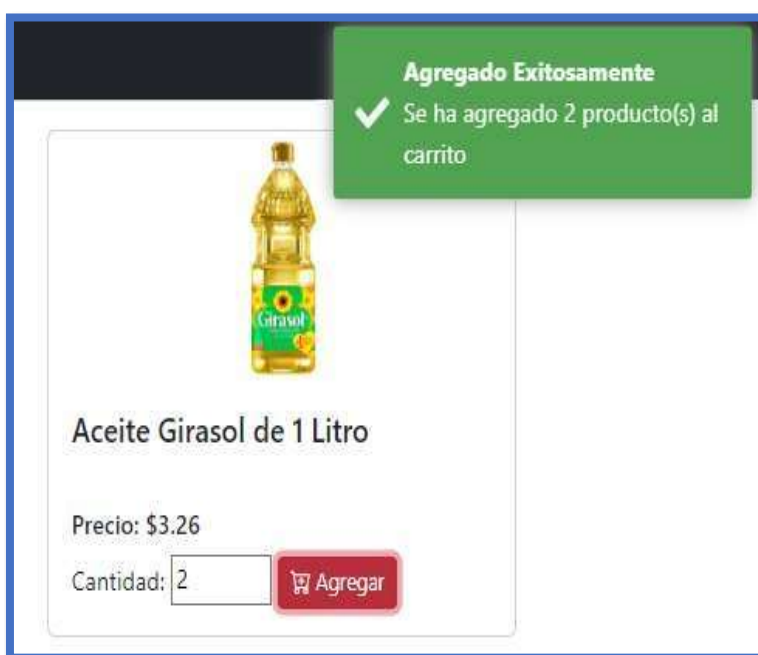 Agregado Exitosamente
Se ha agregado 2 producto(s) al
carrito
Girasol
Aceite Girasol de 1 Litro
Precio: $3.26
Cantidad: 2 Agregar